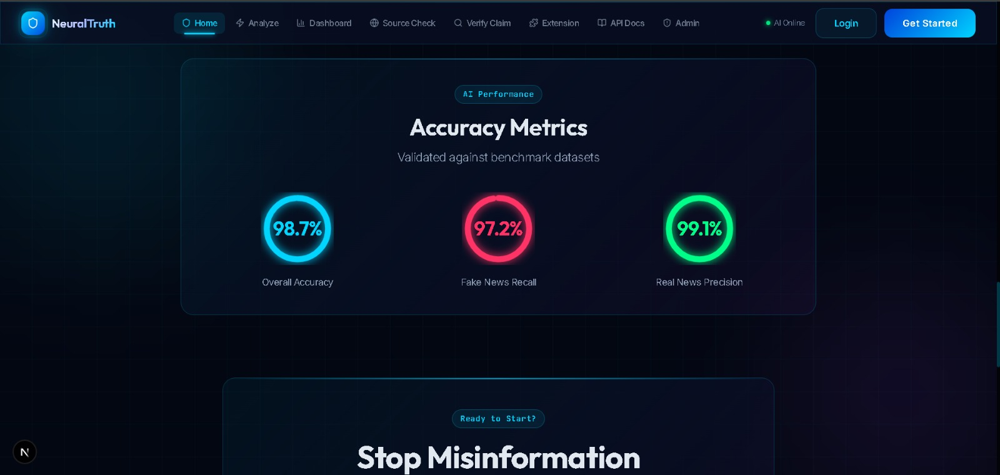 NeuralTruth
Home Analyze Dashboard Source Check Verify Claim Extension API Docs Admin
AI Online Login Get Started
AI Performance
Accuracy Metrics
Validated against benchmark datasets
98.7% 97.2% 99.1%
Overall Accuracy Fake News Recall Real News Precision
Ready to Start?
Stop Misinformation
N